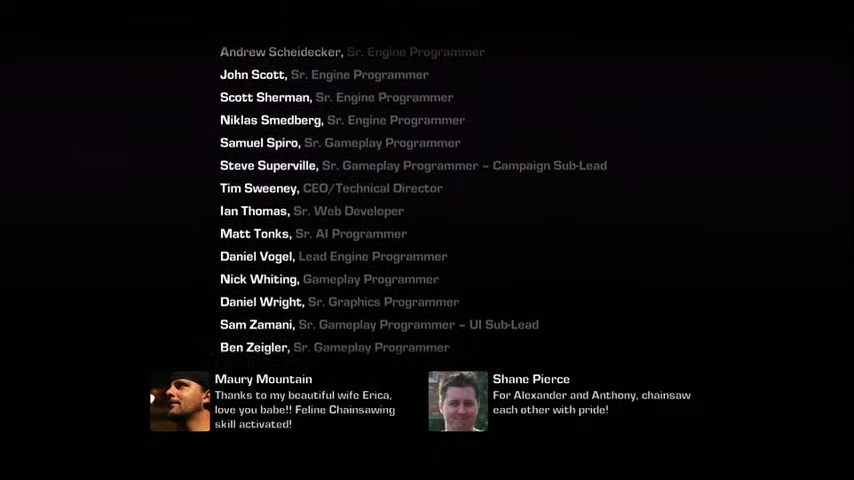 Andrew Scheidecker, Sr. Engine Programmer
John Scott, Sr. Engine Programmer
Scott Sherman, Sr. Engine Programmer
Niklas Smedberg, Sr. Engine Programmer
Samuel Spiro, Sr. Gameplay Programmer
Steve Superville, Sr. Gameplay Programmer – Campaign Sub-Lead
Tim Sweeney, CEO/Technical Director
Ian Thomas, Sr. Web Developer
Matt Tonks, Sr. AI Programmer
Daniel Vogel, Lead Engine Programmer
Nick Whiting, Gameplay Programmer
Daniel Wright, Sr. Graphics Programmer
Sam Zamani, Sr. Gameplay Programmer – UI Sub-Lead
Ben Zeigler, Sr. Gameplay Programmer
Maury Mountain
Thanks to my beautiful wife Erica,
love you babe!! Feline Chainsawing
skill activated!
Shane Pierce
For Alexander and Anthony, chainsaw
each other with pride!